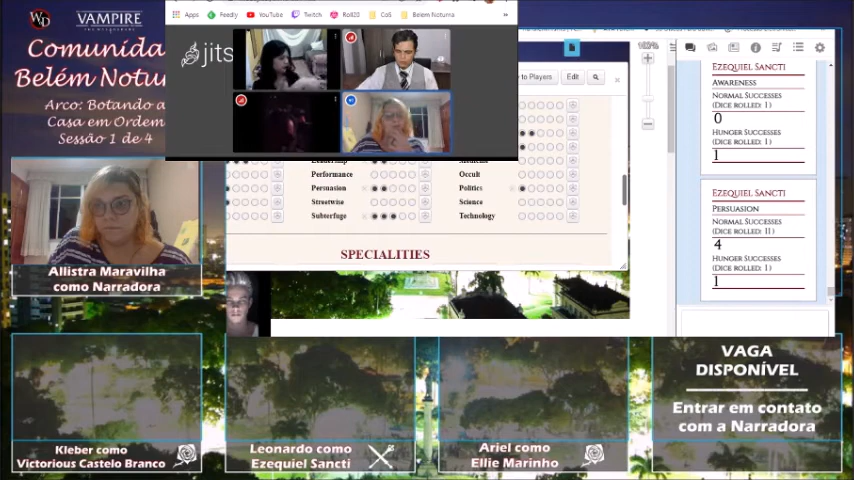 WD
VAMPIRE
Comunida
Belém Notu
Arco: Botando a
Casa em Ordem
Sessão 1 de 4
Apps
Feedly
YouTube
Twitch
Roll20
CoS
Belem Noturna
jits
to Players
Edit
Leadership
Performance
Occult
Persuasion
Politics
Streetwise
Science
Subterfuge
Technology
SPECIALITIES
Ezequiel Sancti
Awareness
Normal Successes
(Dice rolled: 1)
0
Hunger Successes
(Dice rolled: 1)
1
Ezequiel Sancti
Persuasion
Normal Successes
(Dice rolled: 11)
4
Hunger Successes
(Dice rolled: 1)
1
Allistra Maravilha
como Narradora
Kleber como
Victorious Castelo Branco
Leonardo como
Ezequiel Sancti
Ariel como
Ellie Marinho
VAGA
DISPONÍVEL
Entrar em contato
com a Narradora